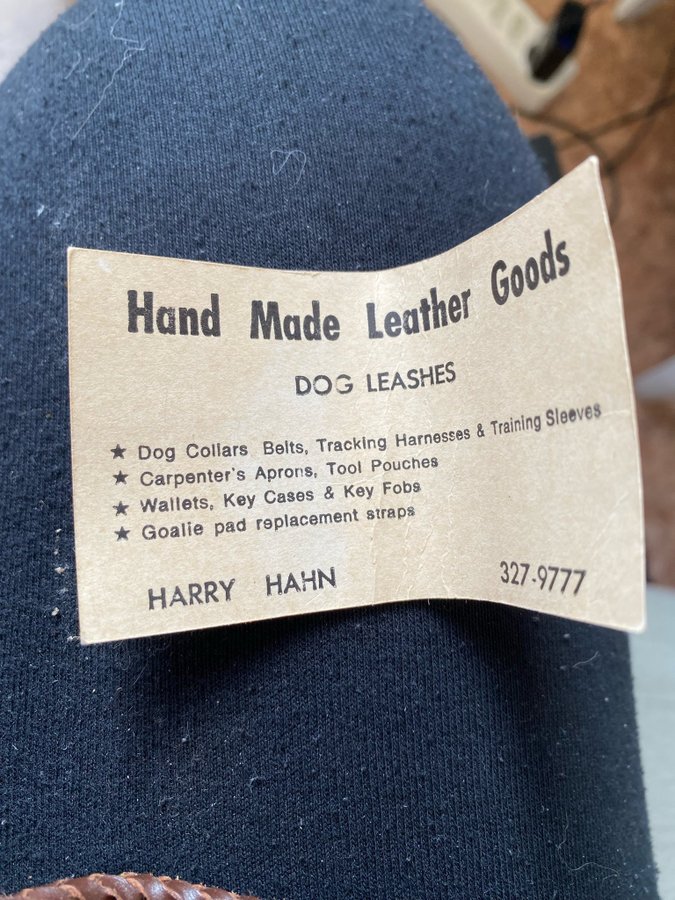 Hand Made Leather Goods
DOG LEASHES
★ Dog Collars Belts, Tracking Harnesses & Training Sleeves
★ Carpenter's Aprons, Tool Pouches
★ Wallets, Key Cases & Key Fobs
★ Goalie pad replacement straps
HARRY HAHN 327-9777